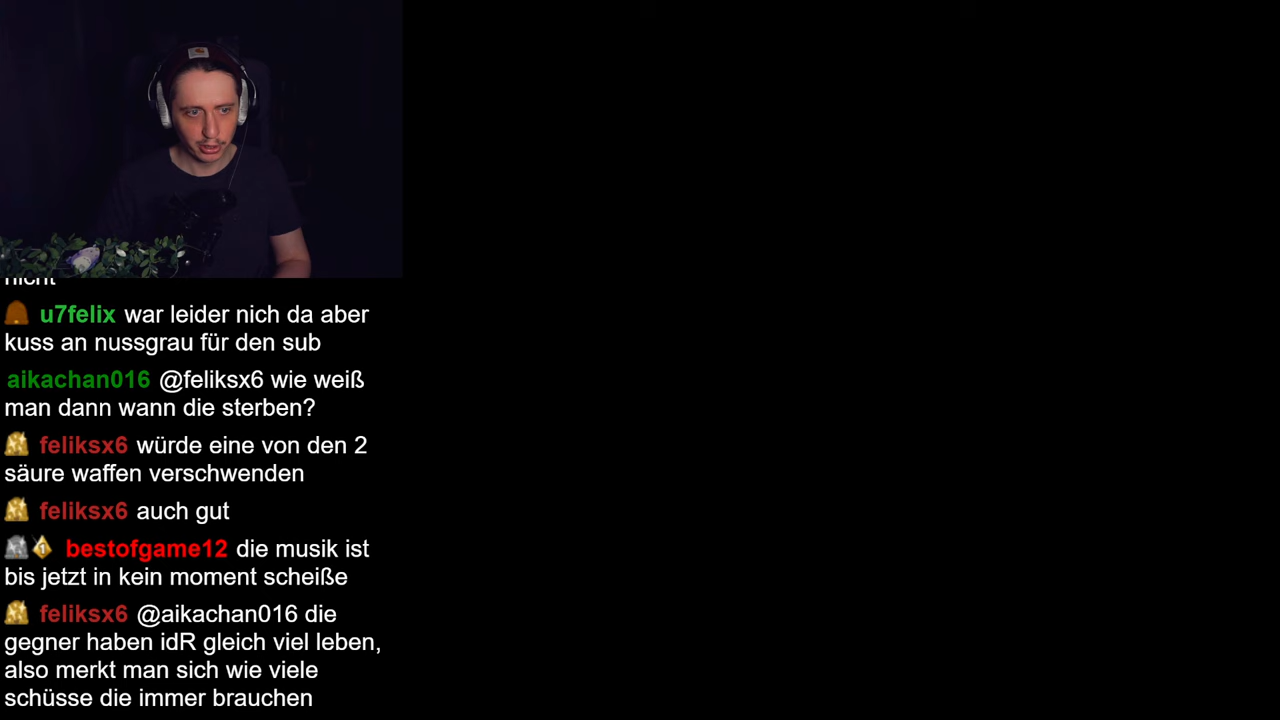 nicht
u7felix war leider nich da aber
kuss an nussgrau für den sub
aikachan016 @feliksx6 wie weiß
man dann wann die sterben?
feliksx6 würde eine von den 2
säure waffen verschwenden
feliksx6 auch gut
bestofgame12 die musik ist
bis jetzt in kein moment scheiße
feliksx6 @aikachan016 die
gegner haben idR gleich viel leben,
also merkt man sich wie viele
schüsse die immer brauchen